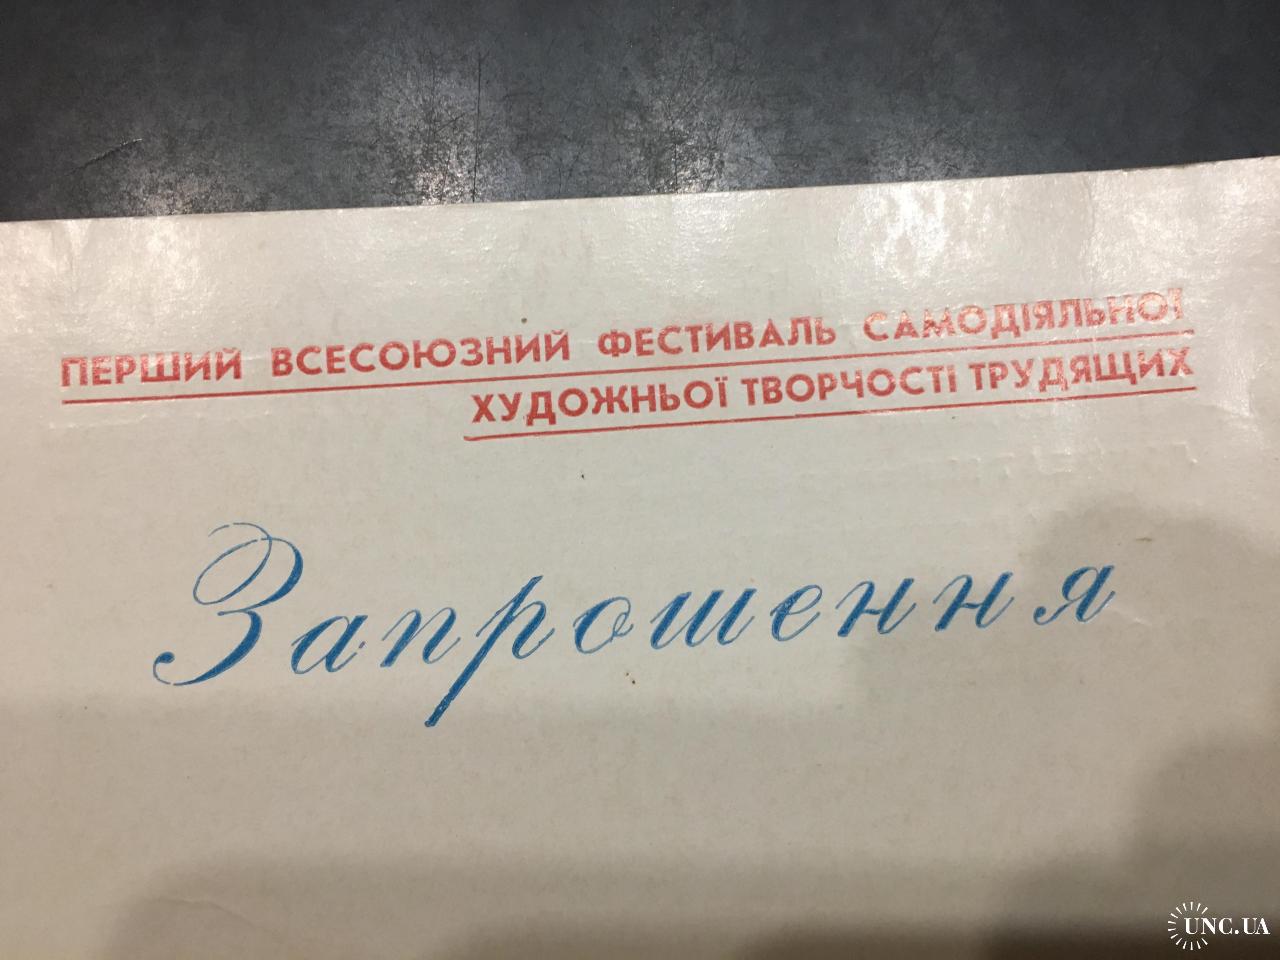 ПЕРШИЙ ВСЕСОЮЗНИЙ ФЕСТИВАЛЬ САМОДІЯЛЬНОЇ
ХУДОЖНЬОЇ ТВОРЧОСТІ ТРУДЯЩИХ
Запрошення
UNC.UA